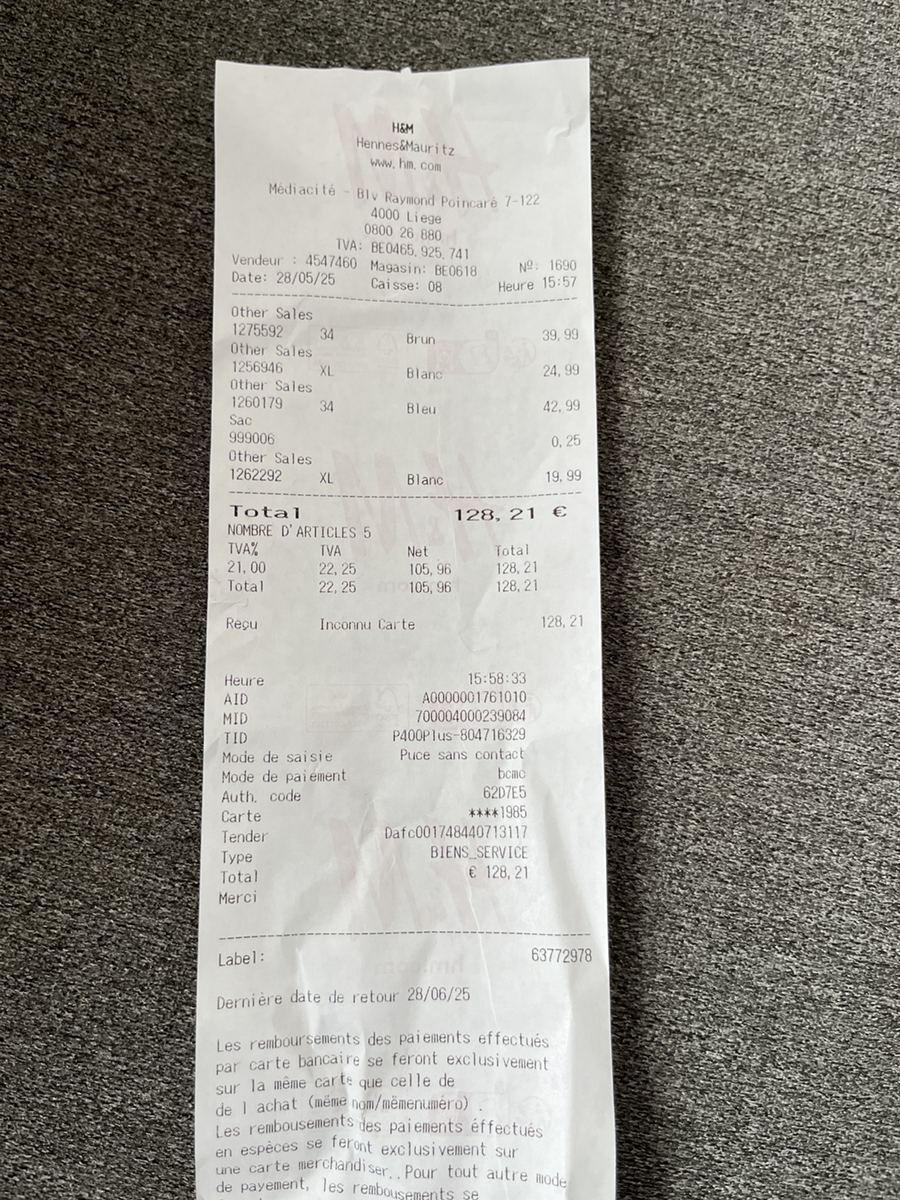 H&M
Hennes&Mauritz
www.hm.com
Médiacité - Blv Raymond Poincaré 7-122
4000 Liege
0800 26 880
TVA: BE0465.925.741
Vendeur : 4547460 Magasin: BE0618 Nº: 1690
Date: 28/05/25 Caisse: 08 Heure 15:57
Other Sales
1275592 34 Brun 39,99
Other Sales
1256946 XL Blanc 24,99
Other Sales
1260179 34 Bleu 42,99
Sac
999006 0,25
Other Sales
1262292 XL Blanc 19,99
Total 128,21 €
NOMBRE D'ARTICLES 5
TVA% TVA Net Total
21,00 22,25 105,96 128,21
Total 22,25 105,96 128,21
Reçu Inconnu Carte 128,21
Heure 15:58:33
AID A0000001761010
MID 700004000239084
TID P400Plus-804716329
Mode de saisie Puce sans contact
Mode de paiement bcmc
Auth. code 62D7E5
Carte ****1985
Tender Dafc001748440713117
Type BIENS_SERVICE
Total € 128,21
Merci
Label: 63772978
Dernière date de retour 28/06/25
Les remboursements des paiements effectués
par carte bancaire se feront exclusivement
sur la même carte que celle de
de l achat (même nom/mêmenuméro) .
Les rembousements des paiements éffectués
en espèces se feront exclusivement sur
une carte merchandiser..Pour tout autre mode
de payement, les rembousements se